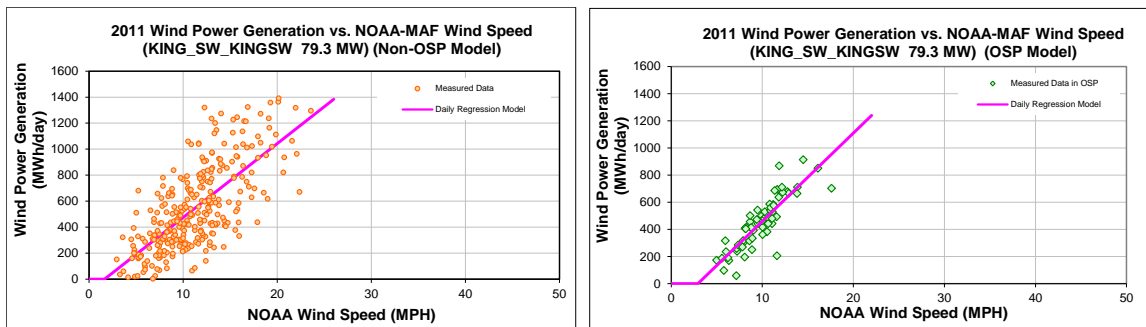 2011 Wind Power Generation vs. NOAA-MAF Wind Speed
(KING_SW_KINGSW 79.3 MW) (Non-OSP Model)
Wind Power Generation
(MWh/day)
1600
1400
1200
1000
800
600
400
200
0
Measured Data
Daily Regression Model
0 10 20 30 40 50
NOAA Wind Speed (MPH)
2011 Wind Power Generation vs. NOAA-MAF Wind Speed
(KING_SW_KINGSW 79.3 MW) (OSP Model)
Wind Power Generation
(MWh/day)
1600
1400
1200
1000
800
600
400
200
0
Measured Data in OSP
Daily Regression Model
0 10 20 30 40 50
NOAA Wind Speed (MPH)